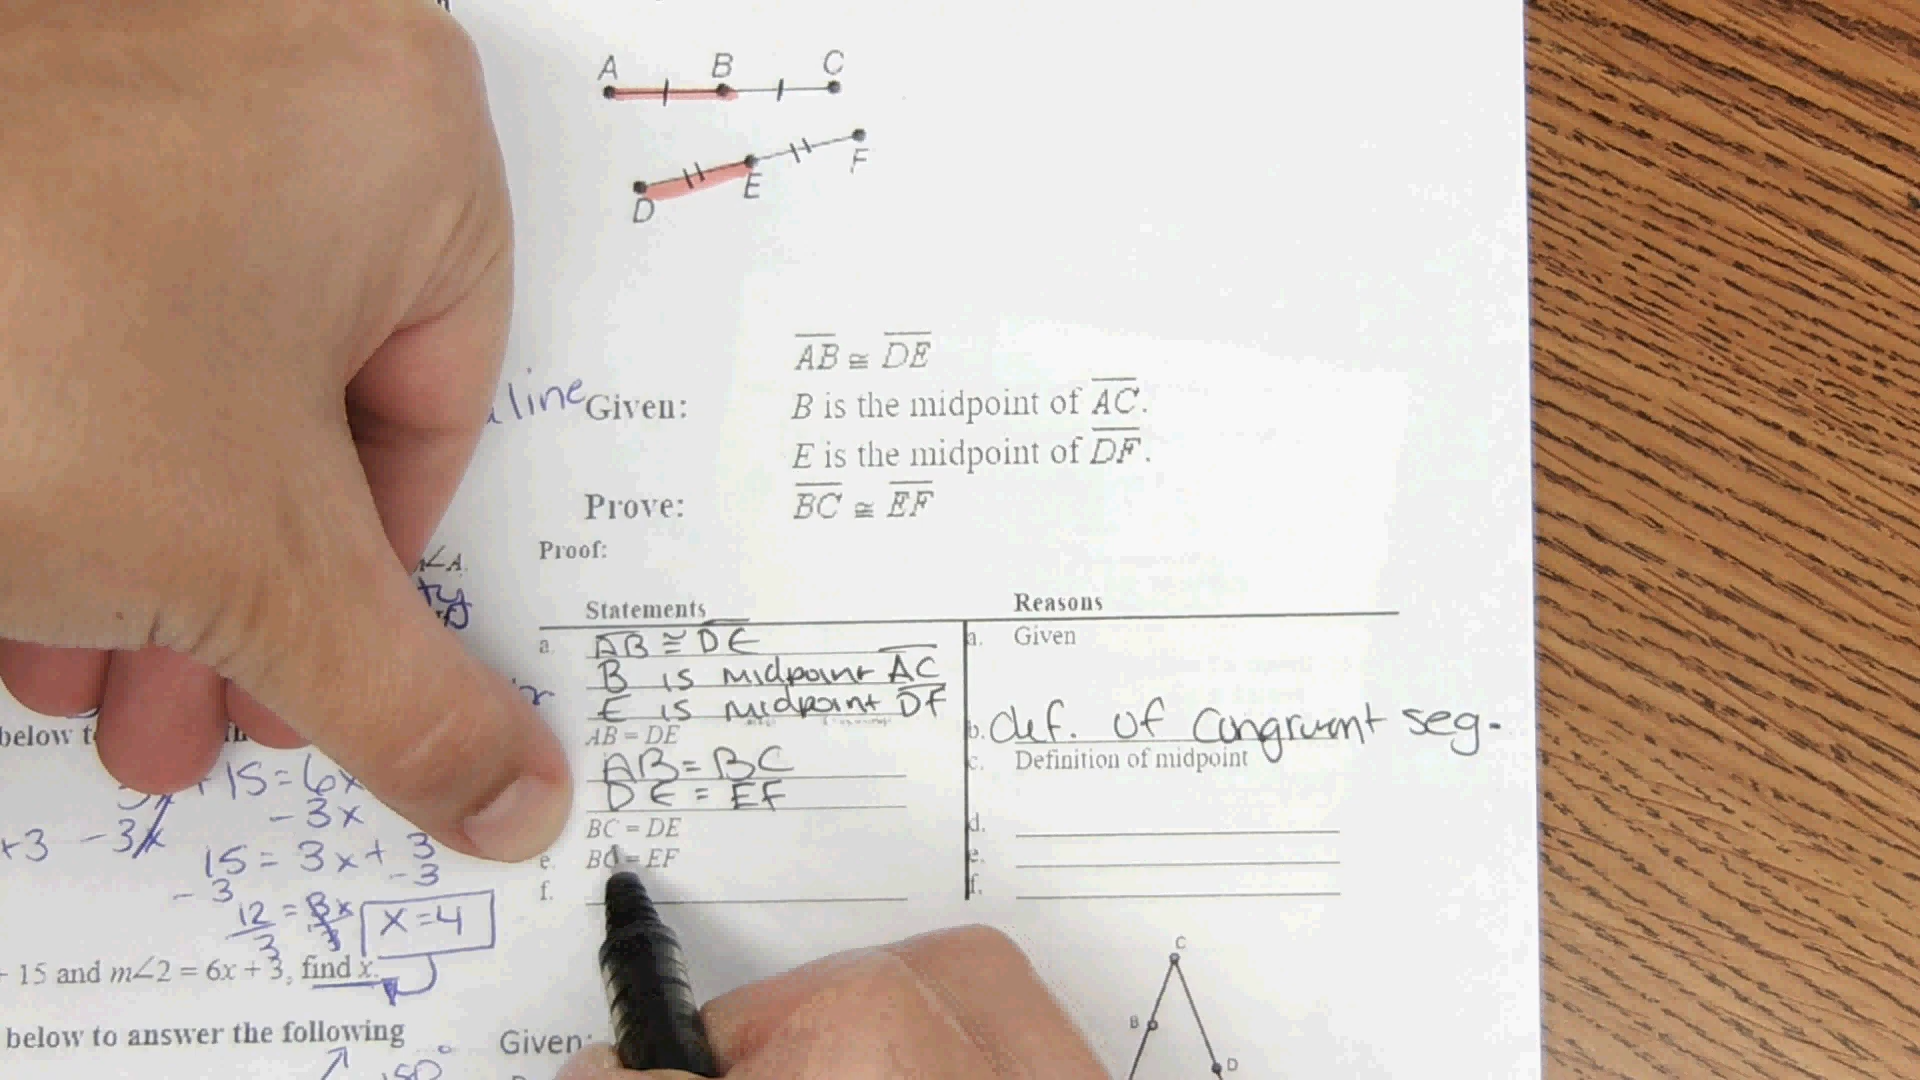 A B C
D E F
AB ≅ DE
line Given: B is the midpoint of AC.
E is the midpoint of DF.
Prove: BC ≅ EF
∠A
Proof:
Statements Reasons
a. AB ≅ DE a. Given
B is midpoint AC
E is midpoint DF
AB = DE b. def. of congruent seg.
AB = BC c. Definition of midpoint
DE = EF
BC = DE d.
e. BC = EF e.
f. f.
below
+15 = 6x
- 3x
+3 - 3x
15 = 3x + 3
- 3 - 3
12 = 3x
3 3
x = 4
15 and m∠2 = 6x + 3, find x.
below to answer the following
150°
Given:
C
B
D